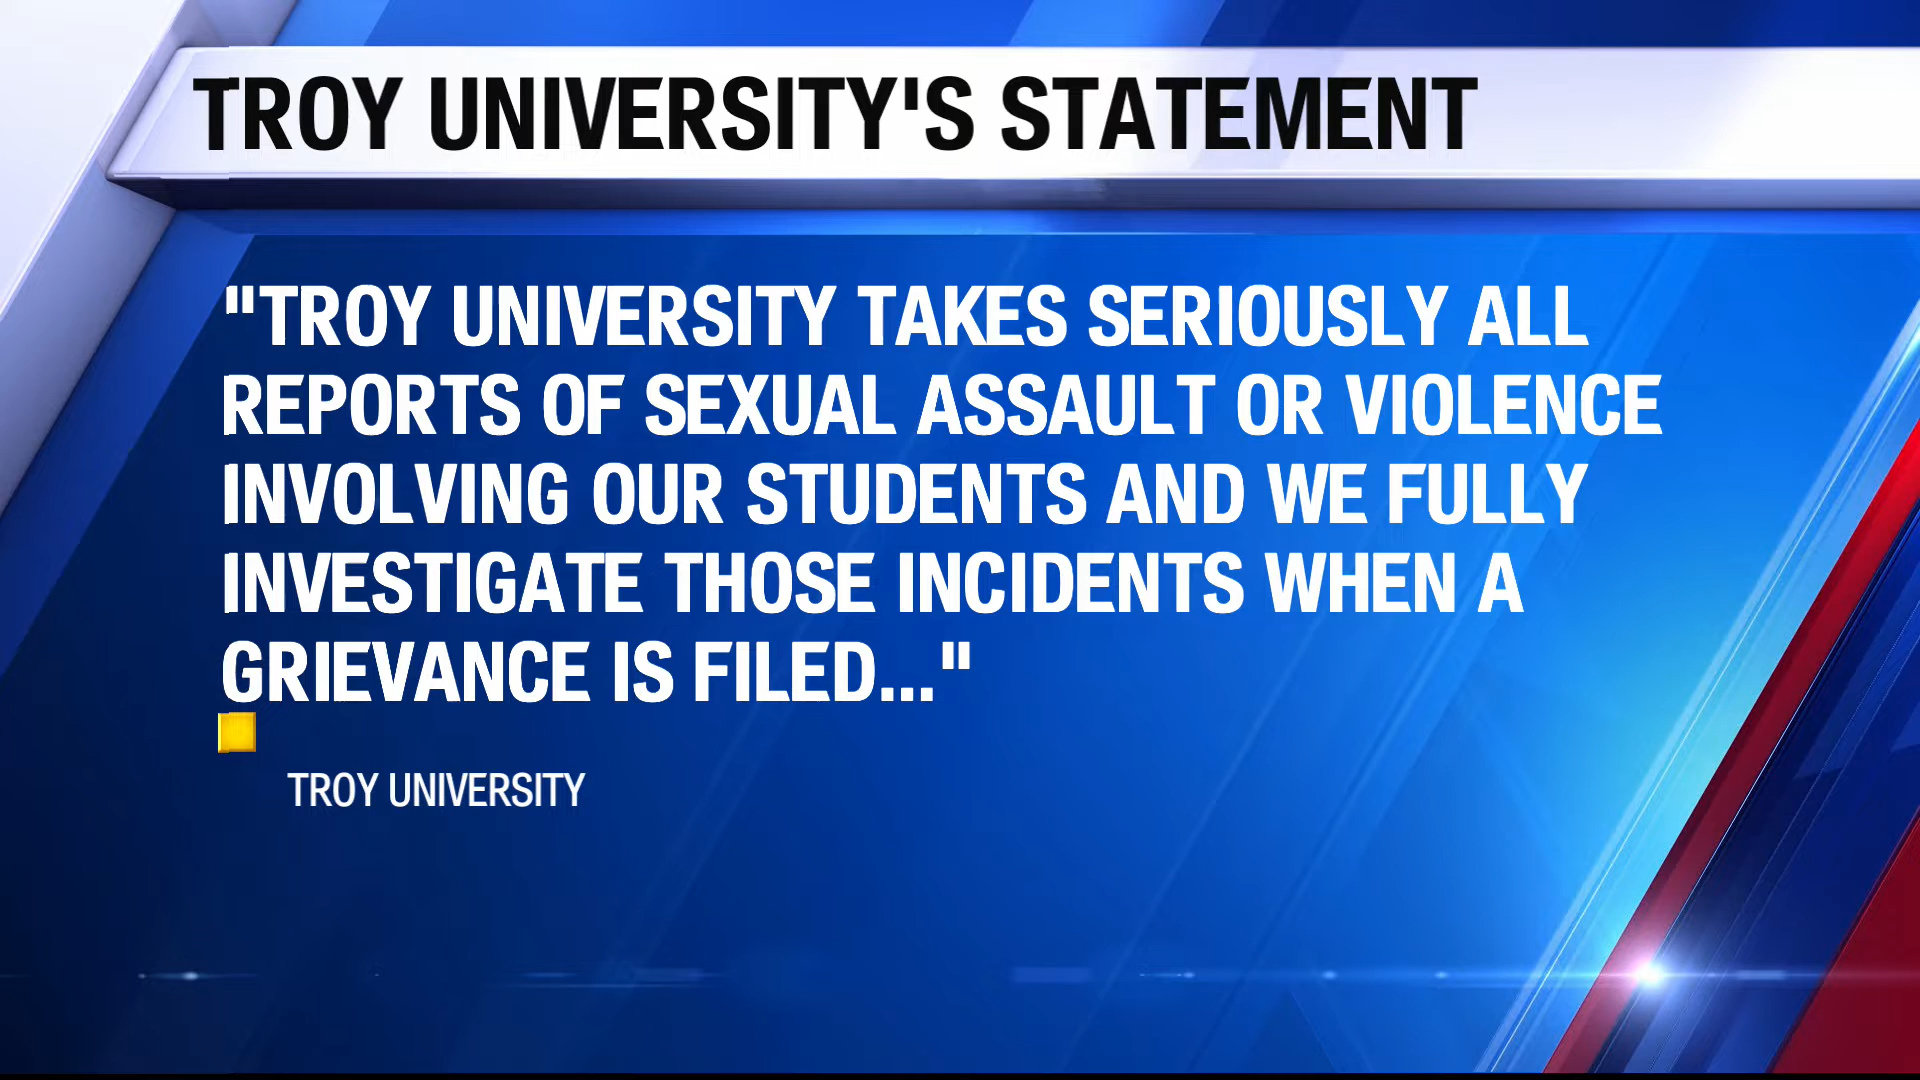 TROY UNIVERSITY'S STATEMENT
"TROY UNIVERSITY TAKES SERIOUSLY ALL
REPORTS OF SEXUAL ASSAULT OR VIOLENCE
INVOLVING OUR STUDENTS AND WE FULLY
INVESTIGATE THOSE INCIDENTS WHEN A
GRIEVANCE IS FILED..."
TROY UNIVERSITY